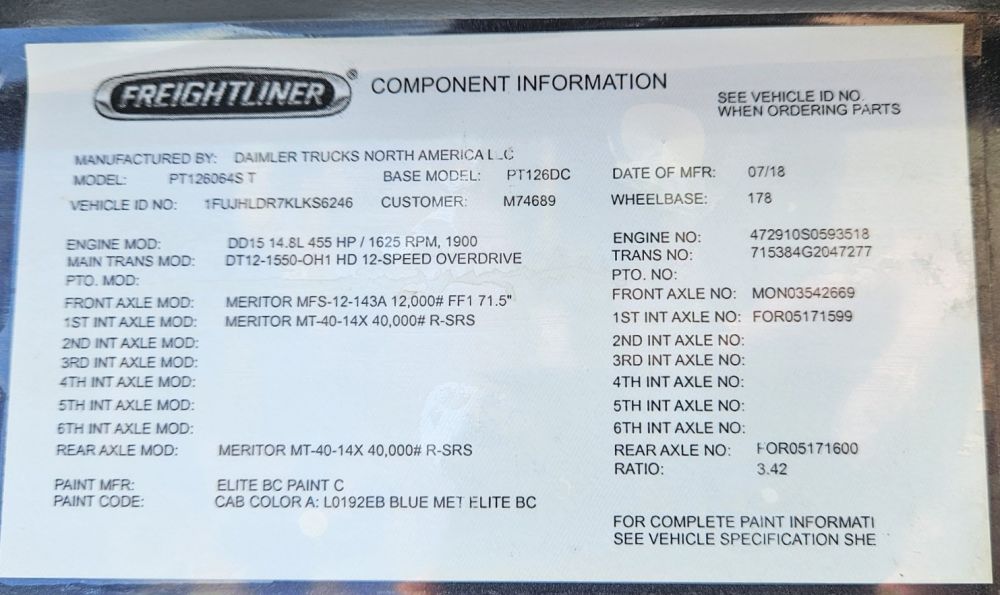 FREIGHTLINER® COMPONENT INFORMATION
SEE VEHICLE ID NO.
WHEN ORDERING PARTS
MANUFACTURED BY: DAIMLER TRUCKS NORTH AMERICA LLC
MODEL: PT126064S T BASE MODEL: PT126DC DATE OF MFR: 07/18
VEHICLE ID NO: 1FUJHLDR7KLKS6246 CUSTOMER: M74689 WHEELBASE: 178
ENGINE MOD: DD15 14.8L 455 HP / 1625 RPM, 1900 ENGINE NO: 472910S0593518
MAIN TRANS MOD: DT12-1550-OH1 HD 12-SPEED OVERDRIVE TRANS NO: 715384G2047277
PTO. MOD: PTO. NO:
FRONT AXLE MOD: MERITOR MFS-12-143A 12,000# FF1 71.5" FRONT AXLE NO: MON03542669
1ST INT AXLE MOD: MERITOR MT-40-14X 40,000# R-SRS 1ST INT AXLE NO: FOR05171599
2ND INT AXLE MOD: 2ND INT AXLE NO:
3RD INT AXLE MOD: 3RD INT AXLE NO:
4TH INT AXLE MOD: 4TH INT AXLE NO:
5TH INT AXLE MOD: 5TH INT AXLE NO:
6TH INT AXLE MOD: 6TH INT AXLE NO:
REAR AXLE MOD: MERITOR MT-40-14X 40,000# R-SRS REAR AXLE NO: FOR05171600
RATIO: 3.42
PAINT MFR: ELITE BC PAINT C
PAINT CODE: CAB COLOR A: L0192EB BLUE MET ELITE BC
FOR COMPLETE PAINT INFORMATI
SEE VEHICLE SPECIFICATION SHE